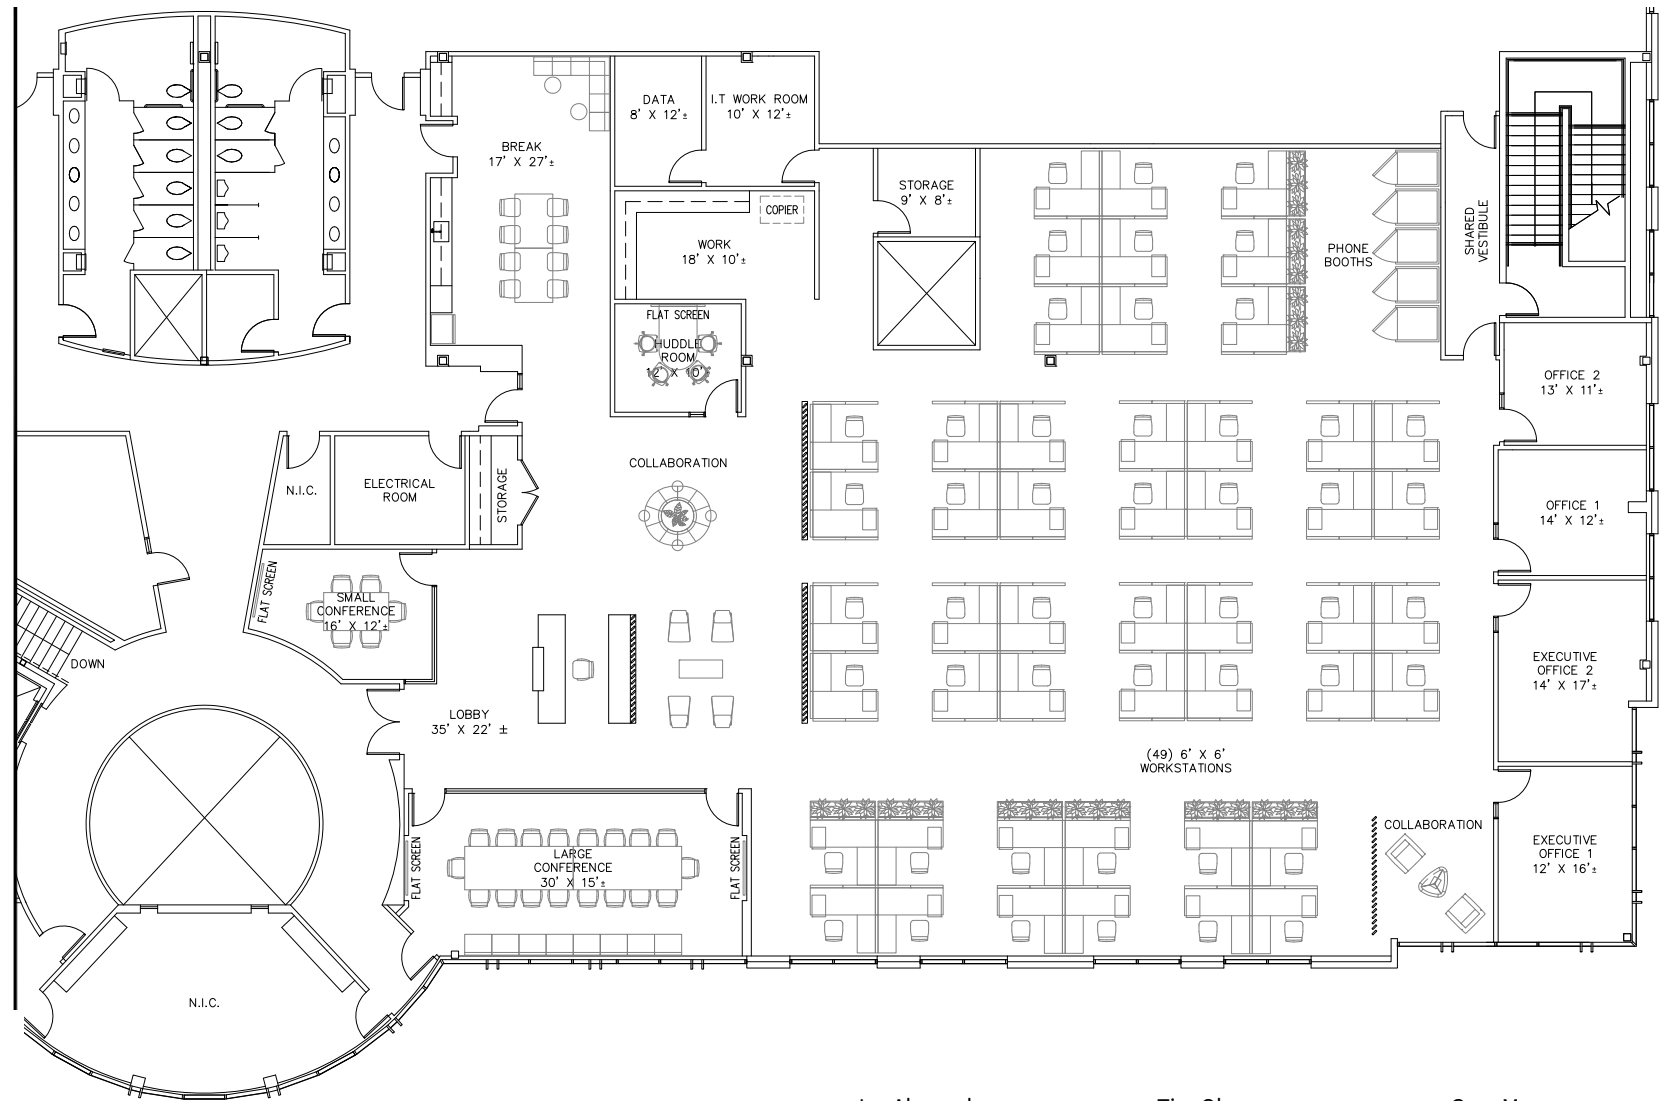 DATA
8' X 12'±
I.T WORK ROOM
10' X 12'±
BREAK
17' X 27'±
STORAGE
9' X 8'±
COPIER
WORK
18' X 10'±
SHARED
VESTIBULE
PHONE
BOOTHS
FLAT SCREEN
HUDDLE
ROOM
12' X 10'±
OFFICE 2
13' X 11'±
COLLABORATION
N.I.C.
ELECTRICAL
ROOM
STORAGE
OFFICE 1
14' X 12'±
FLAT SCREEN
SMALL
CONFERENCE
16' X 12'±
DOWN
EXECUTIVE
OFFICE 2
14' X 17'±
LOBBY
35' X 22' ±
(49) 6' X 6'
WORKSTATIONS
COLLABORATION
FLAT SCREEN
LARGE
CONFERENCE
30' X 15'±
FLAT SCREEN
EXECUTIVE
OFFICE 1
12' X 16'±
N.I.C.